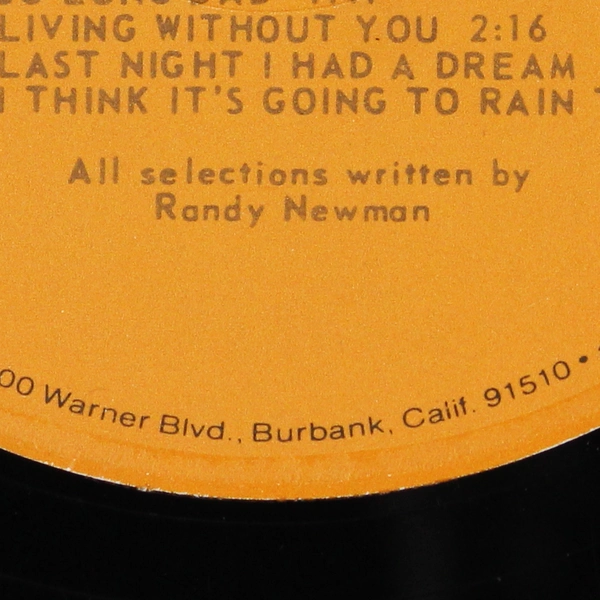 LIVING WITHOUT YOU 2:16
LAST NIGHT I HAD A DREAM
I THINK IT'S GOING TO RAIN
All selections written by
Randy Newman
00 Warner Blvd., Burbank, Calif. 91510 •